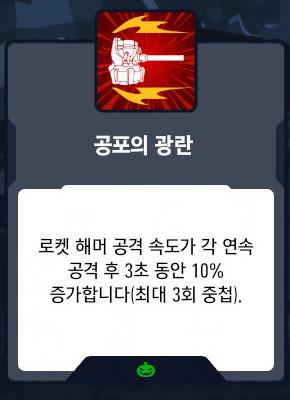 공포의 광란
로켓 해머 공격 속도가 각 연속
공격 후 3초 동안 10%
증가합니다(최대 3회 중첩).